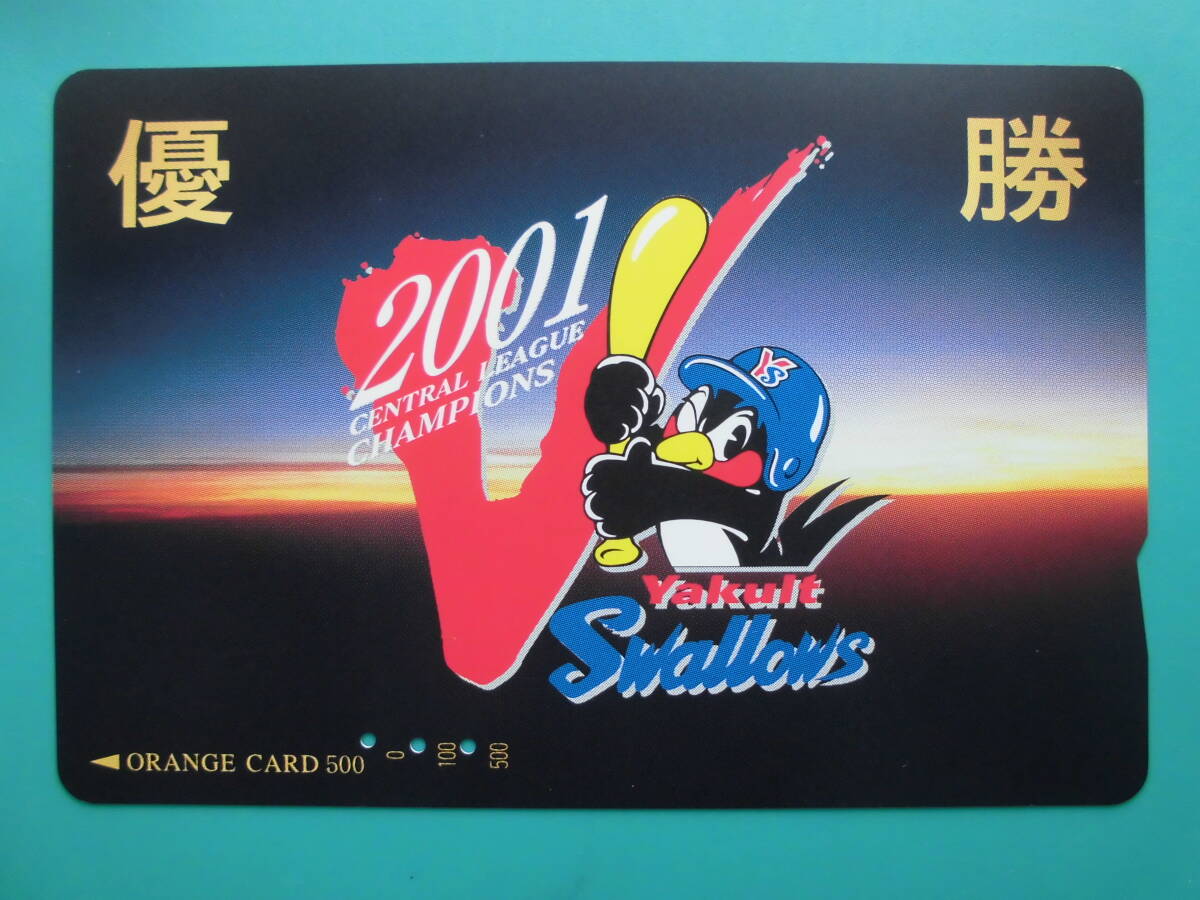 優勝
2001
CENTRAL LEAGUE
CHAMPIONS
YS
Yakult
Swallows
ORANGE CARD 500
0
100
500